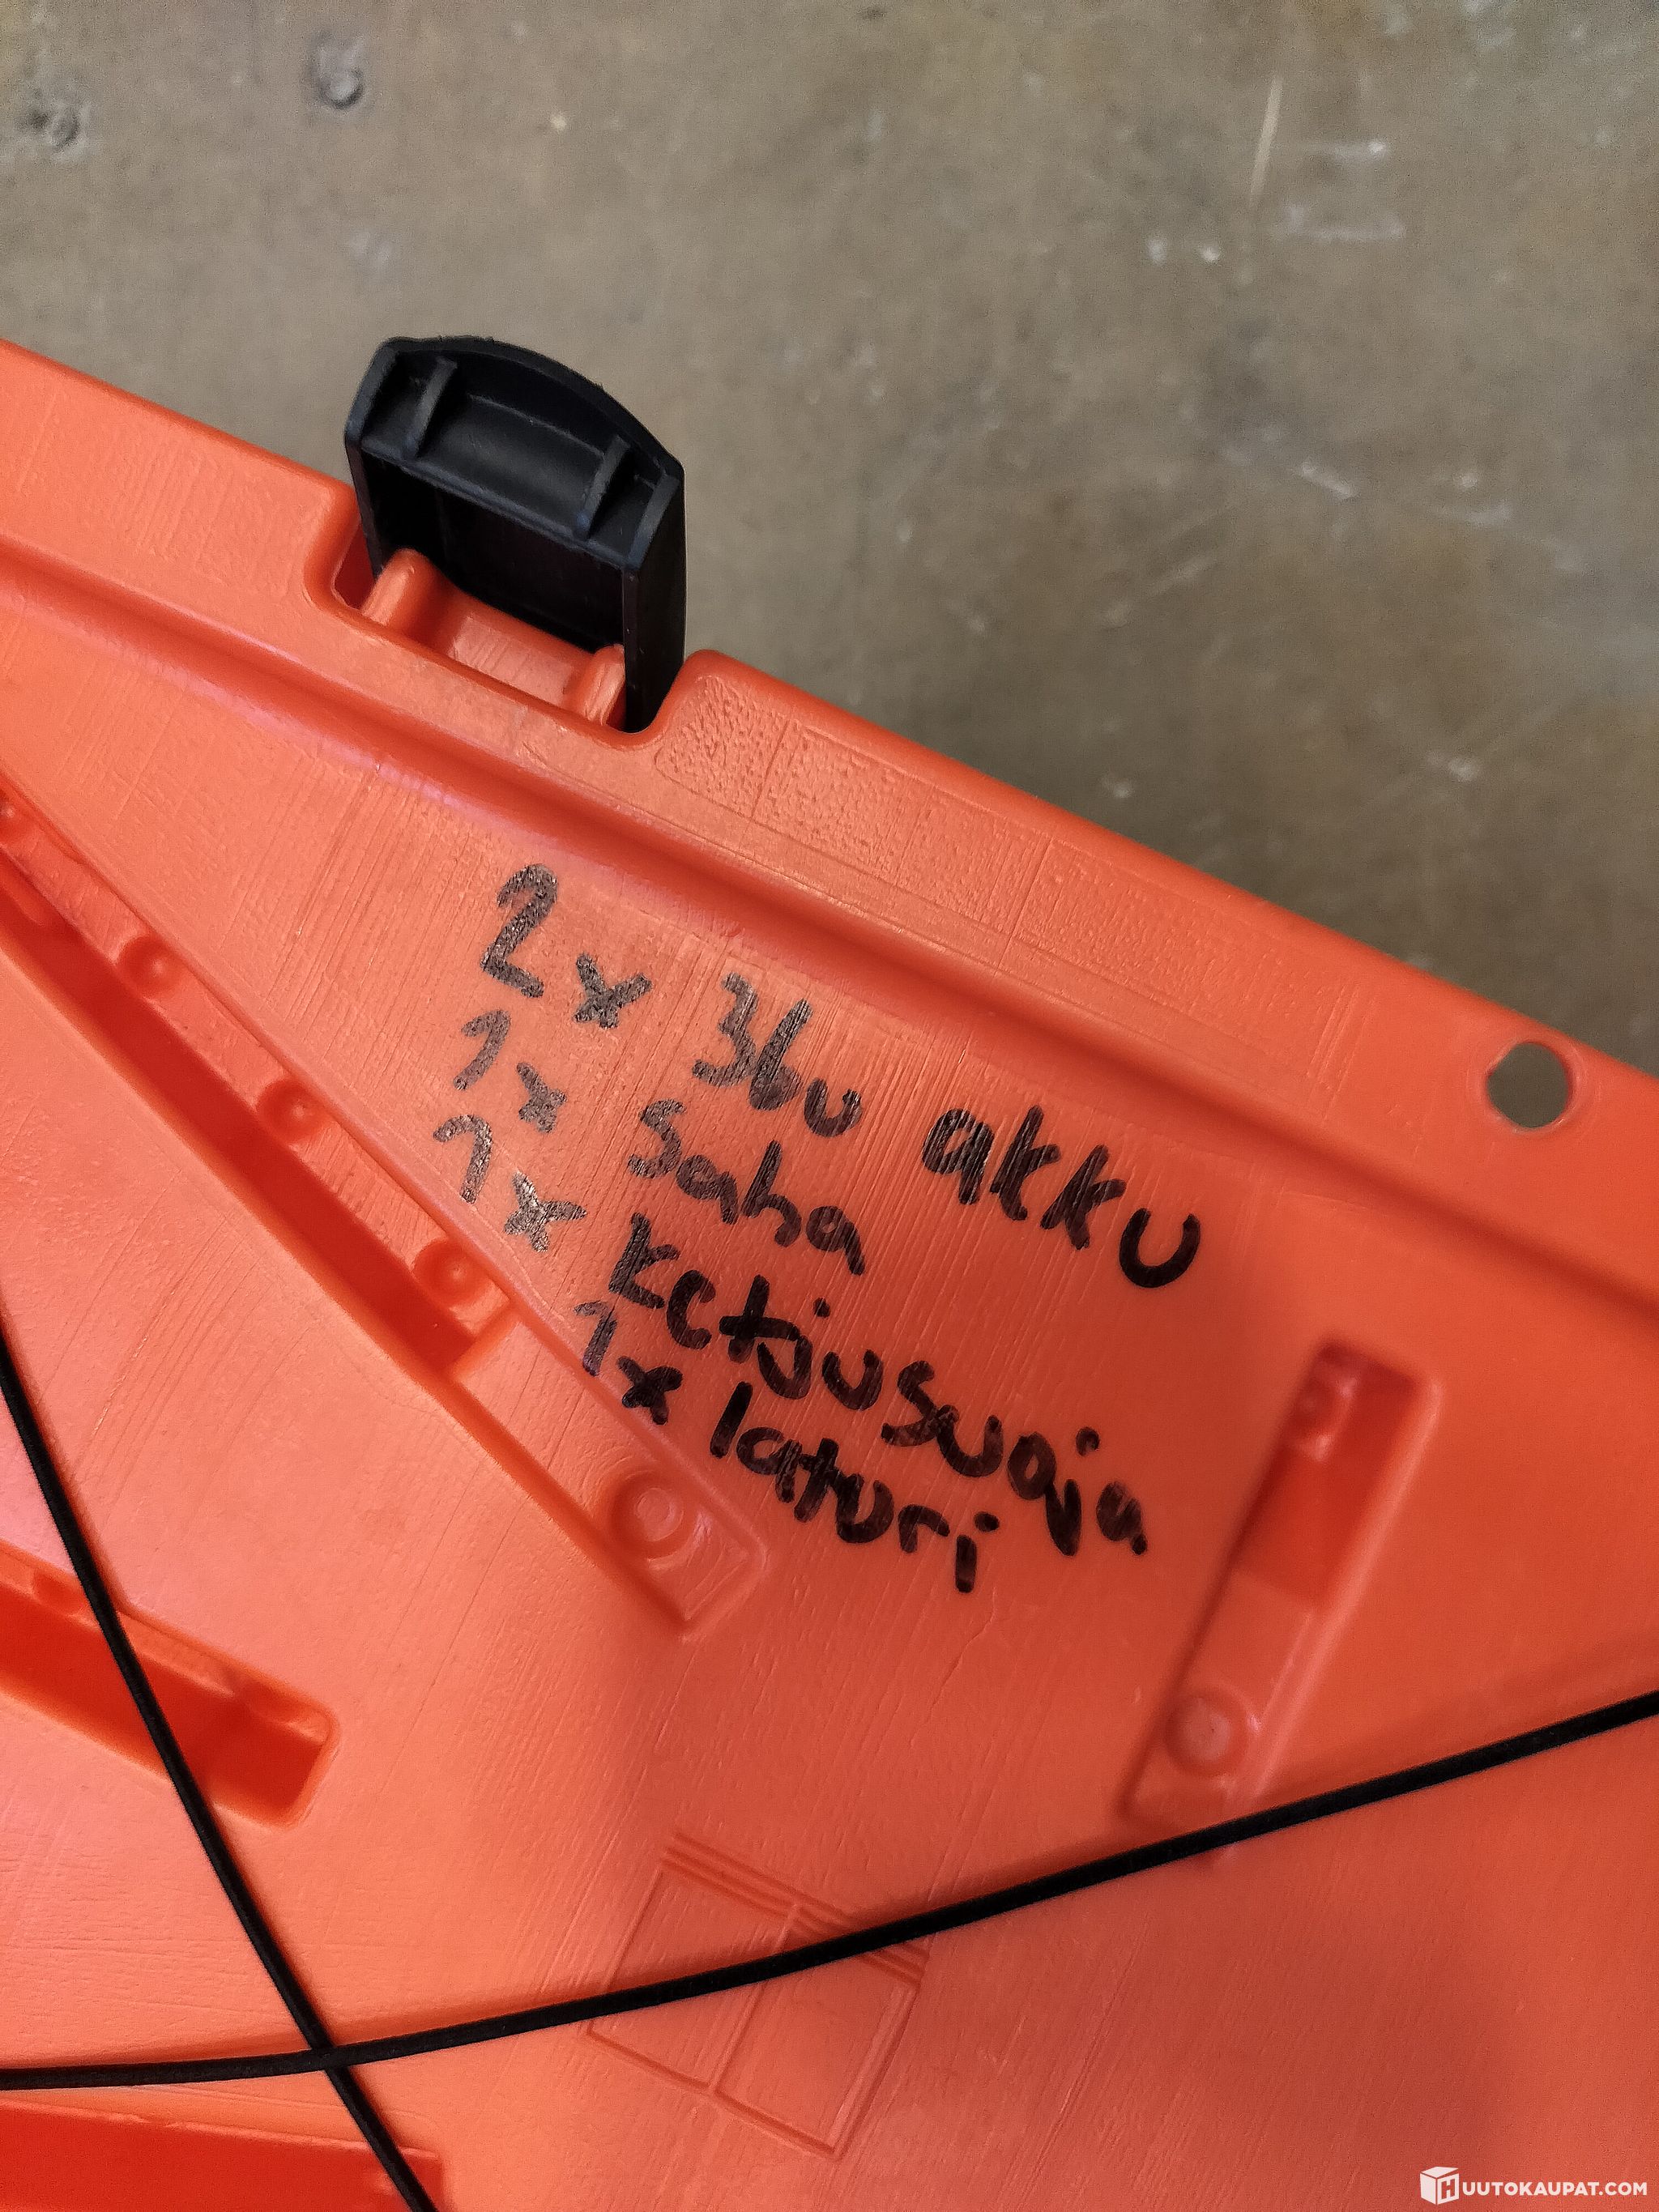 2x 36v akku
1x saha
1x ketjusuoja
1x laturi
HUUTOKAUPAT.COM